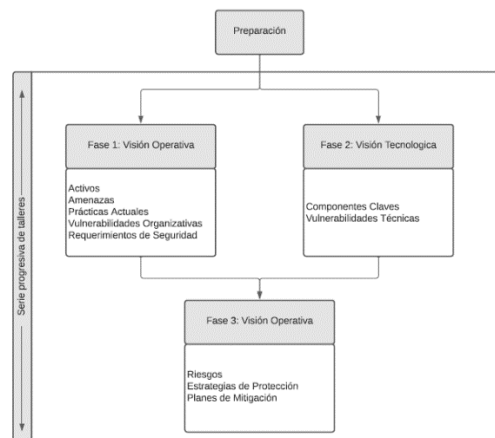 Preparación
Serie progresiva de talleres
Fase 1: Visión Operativa
Activos
Amenazas
Prácticas Actuales
Vulnerabilidades Organizativas
Requerimientos de Seguridad
Fase 2: Visión Tecnologica
Componentes Claves
Vulnerabilidades Técnicas
Fase 3: Visión Operativa
Riesgos
Estrategias de Protección
Planes de Mitigación